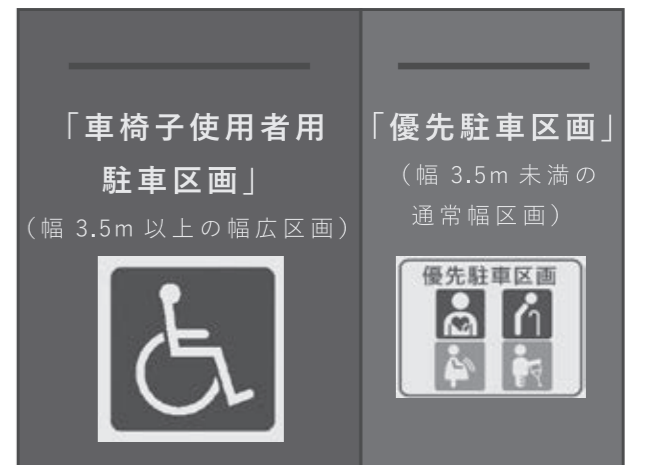 「車椅子使用者用
駐車区画」
（幅 3.5m 以上の幅広区画）
「優先駐車区画」
（幅 3.5m 未満の
通常幅区画）
優先駐車区画